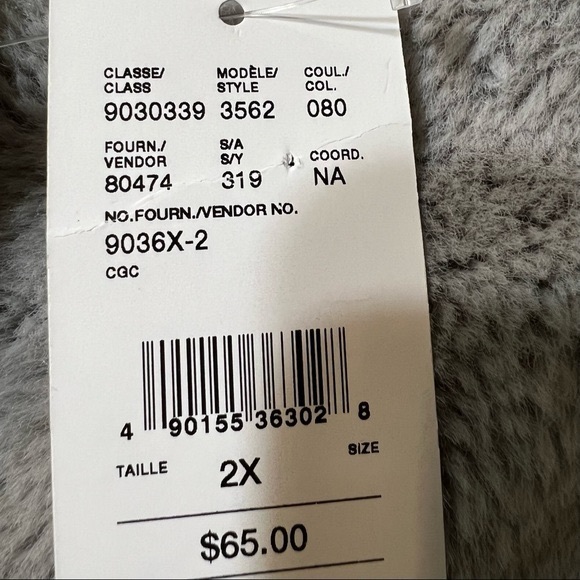 CLASSE/ MODÈLE/ COUL./
CLASS STYLE COL.
9030339 3562 080
FOURN./ S/A
VENDOR S/Y COORD.
80474 319 NA
NO.FOURN./VENDOR NO.
9036X-2
CGC
4 90155 36302 8
TAILLE 2X SIZE
$65.00